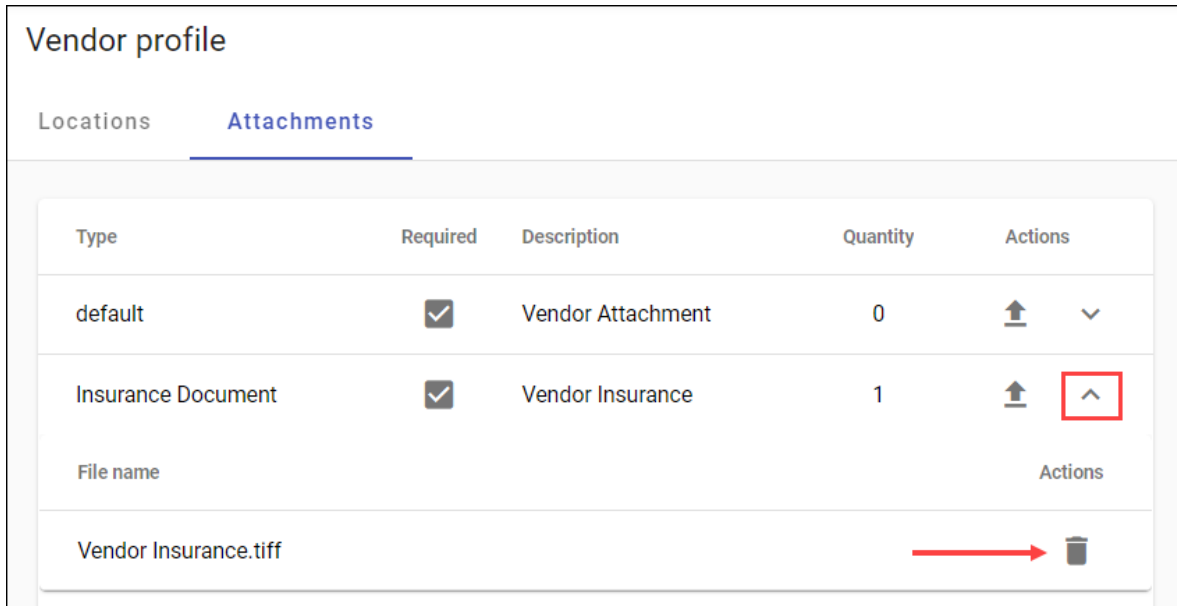 Vendor profile
Locations Attachments
Type Required Description Quantity Actions
default Vendor Attachment 0
Insurance Document Vendor Insurance 1
File name Actions
Vendor Insurance.tiff